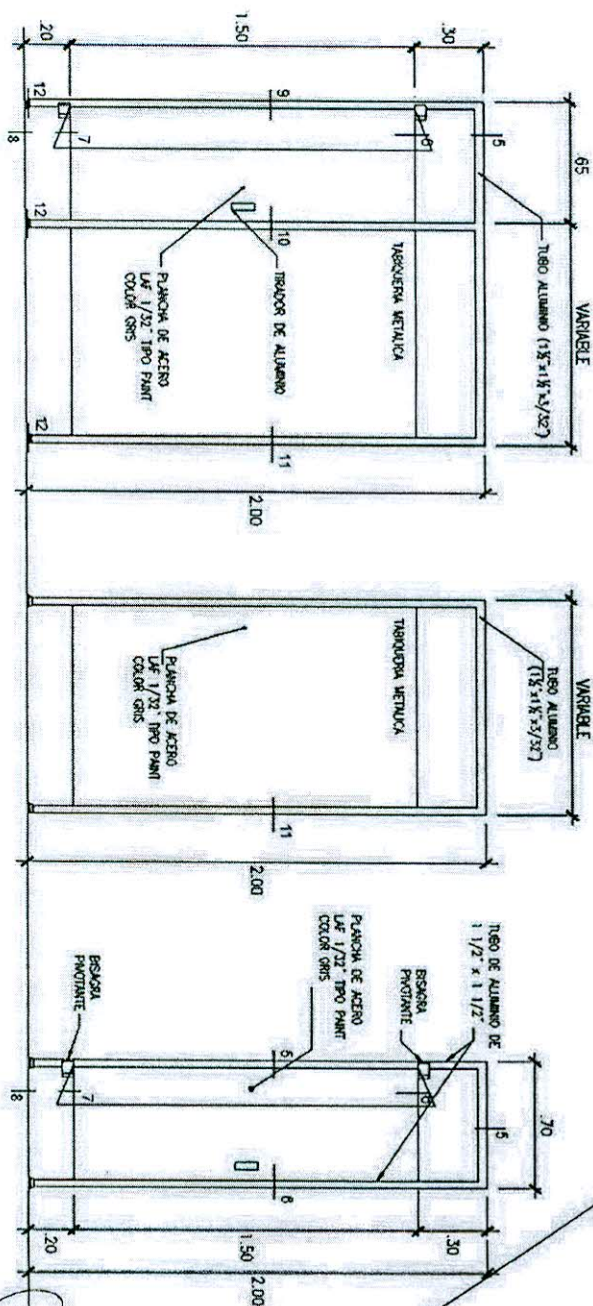 .20
1.50
.30
.65
VARIABLE
TUBO ALUMINIO (1½"x1½"x3/32")
5
6
7
8
9
10
11
12
12
12
TABIQUERIA METALICA
TIRADOR DE ALUMINIO
PLANCHA DE ACERO
LAF 1/32" TIPO PAINT
COLOR GRIS
2.00
VARIABLE
TUBO ALUMINIO
(1½"x1½"x3/32")
TABIQUERIA METALICA
PLANCHA DE ACERO
LAF 1/32" TIPO PAINT
COLOR GRIS
11
2.00
TUBO DE ALUMINIO DE
1 1/2" x 1 1/2"
BISAGRA
PIVOTANTE
PLANCHA DE ACERO
LAF 1/32" TIPO PAINT
COLOR GRIS
BISAGRA
PIVOTANTE
.70
5
5
6
6
7
8
.30
1.50
.20
2.00